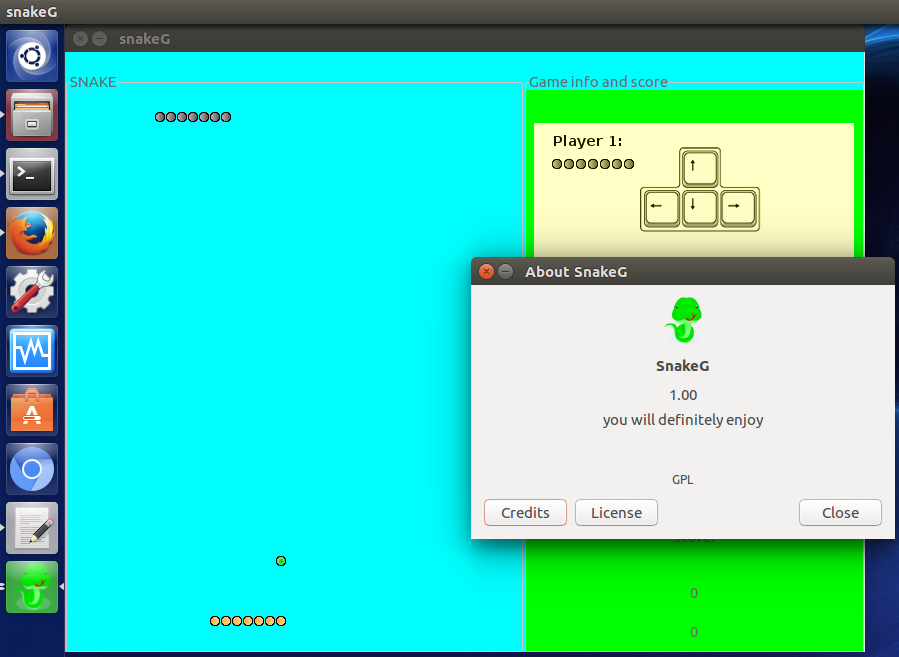 snakeG
snakeG
SNAKE
Game info and score
Player 1:
About SnakeG
SnakeG
1.00
you will definitely enjoy
GPL
Credits
License
Close
0
0